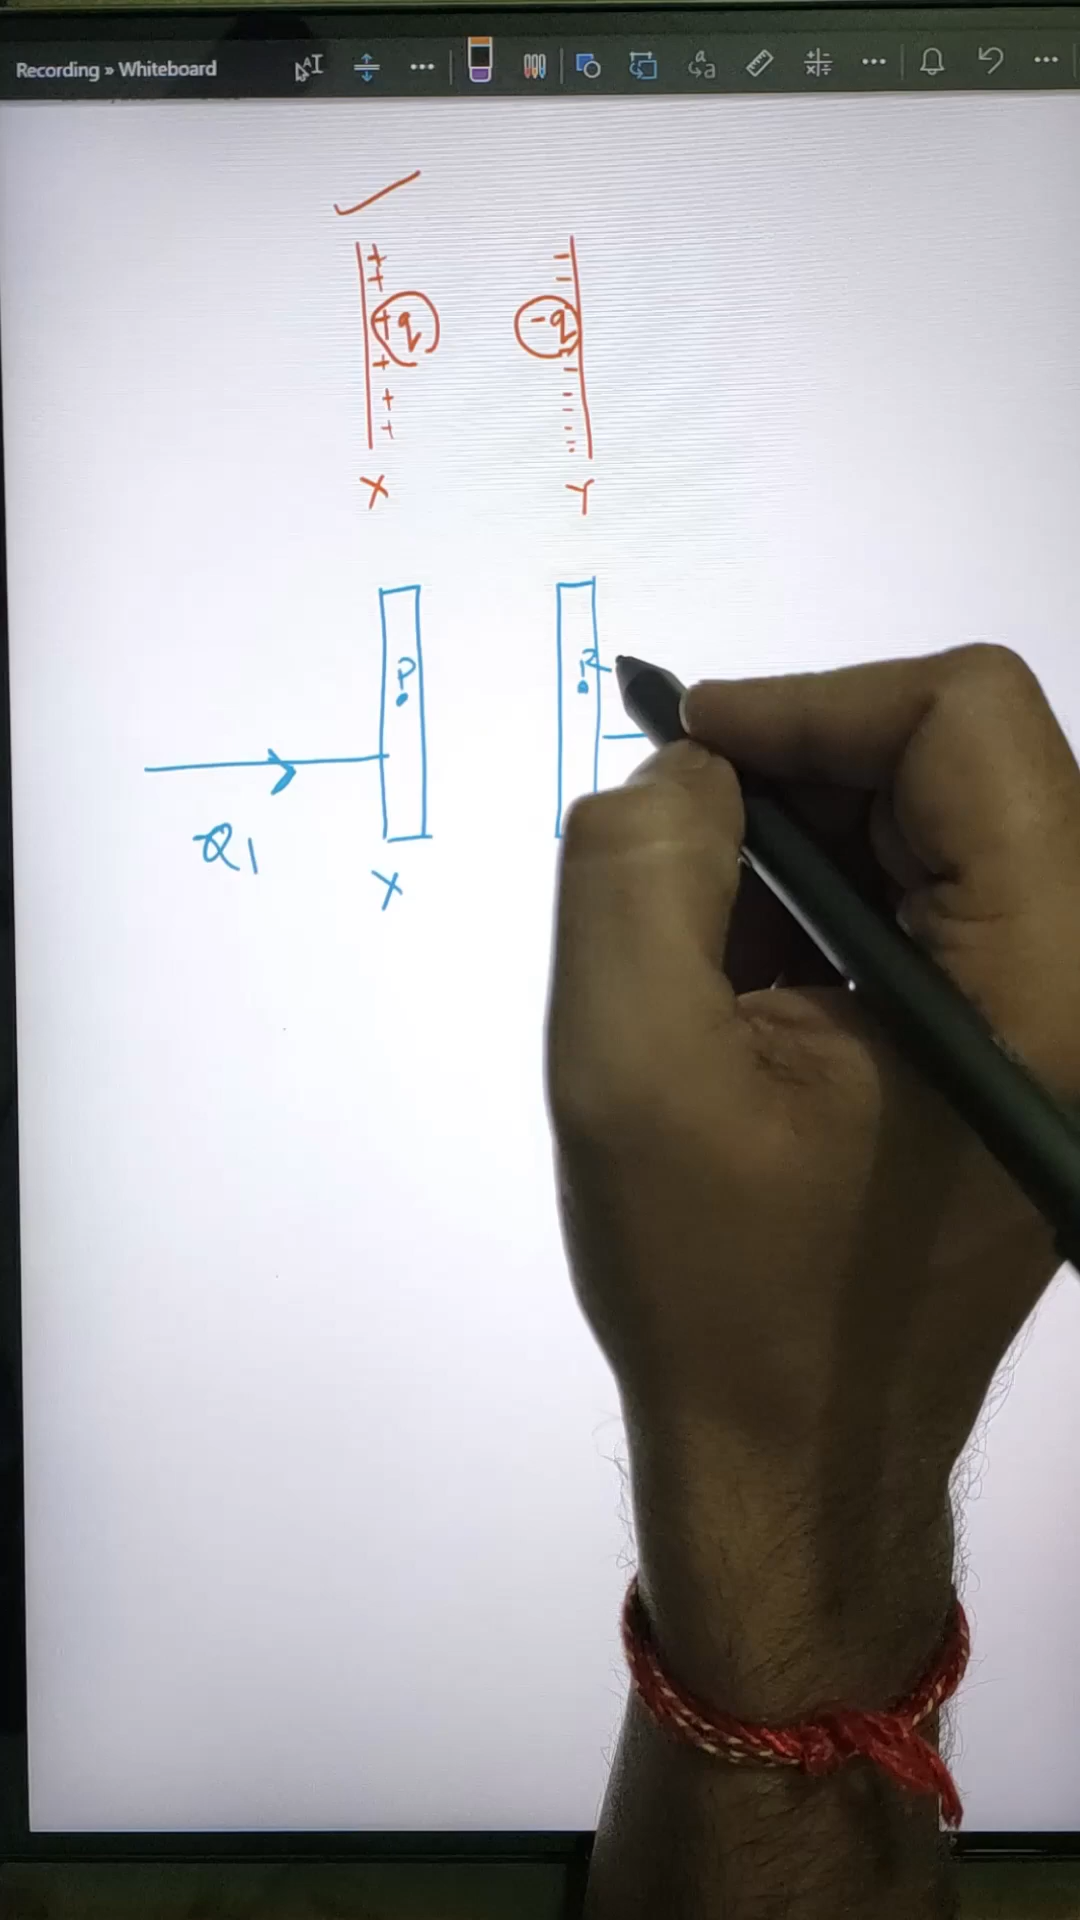 Recording » Whiteboard
+ + +q + + + - - -q - - - - -
X Y
P R
Q1
X